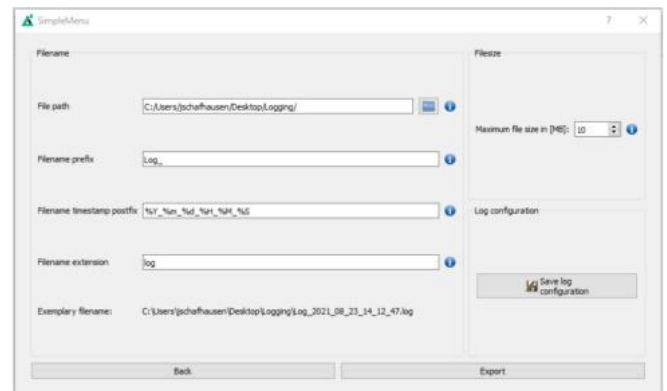 SimpleMenu
?
Filename
File path
C:/Users/jschafhausen/Desktop/Logging/
Filename prefix
Log_
Filename timestamp postfix
%Y_%m_%d_%H_%M_%S
Filename extension
log
Exemplary filename:
C:\Users\jschafhausen\Desktop\Logging\Log_2021_08_23_14_12_47.log
Filesize
Maximum file size in [MB]:
10
Log configuration
Save log
configuration
Back
Export